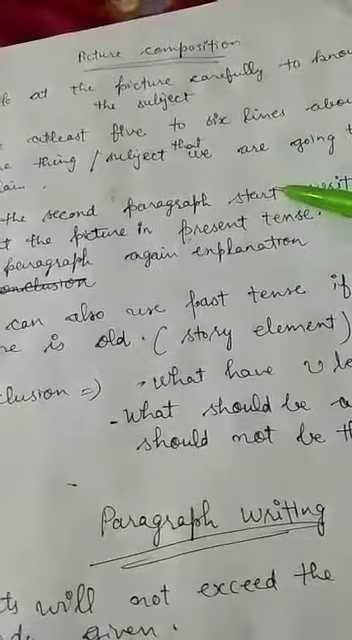 Picture composition
at the picture carefully to know
the subject
atleast five to six lines abou
thing / subject that we are going t
the second paragraph start
the picture in present tense.
paragraph again explanation
conclusion
can also use past tense if
is old. (story element)
clusion => - What have u le
- What should be
should not be th
Paragraph writing
will not exceed the
given.